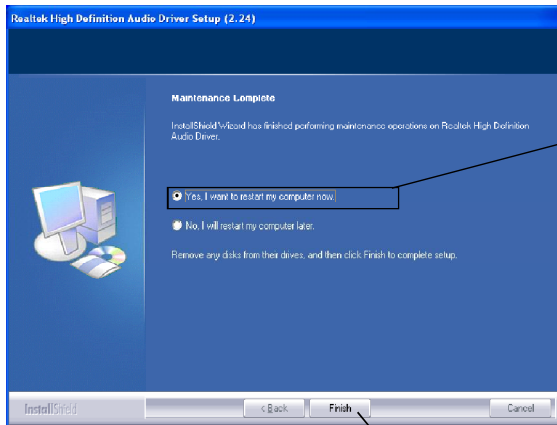 Realtek High Definition Audio Driver Setup (2.24)
Maintenance Complete
InstallShield Wizard has finished performing maintenance operations on Realtek High Definition
Audio Driver.
Yes, I want to restart my computer now.
No, I will restart my computer later.
Remove any disks from their drives, and then click Finish to complete setup.
InstallShield
< Back
Finish
Cancel